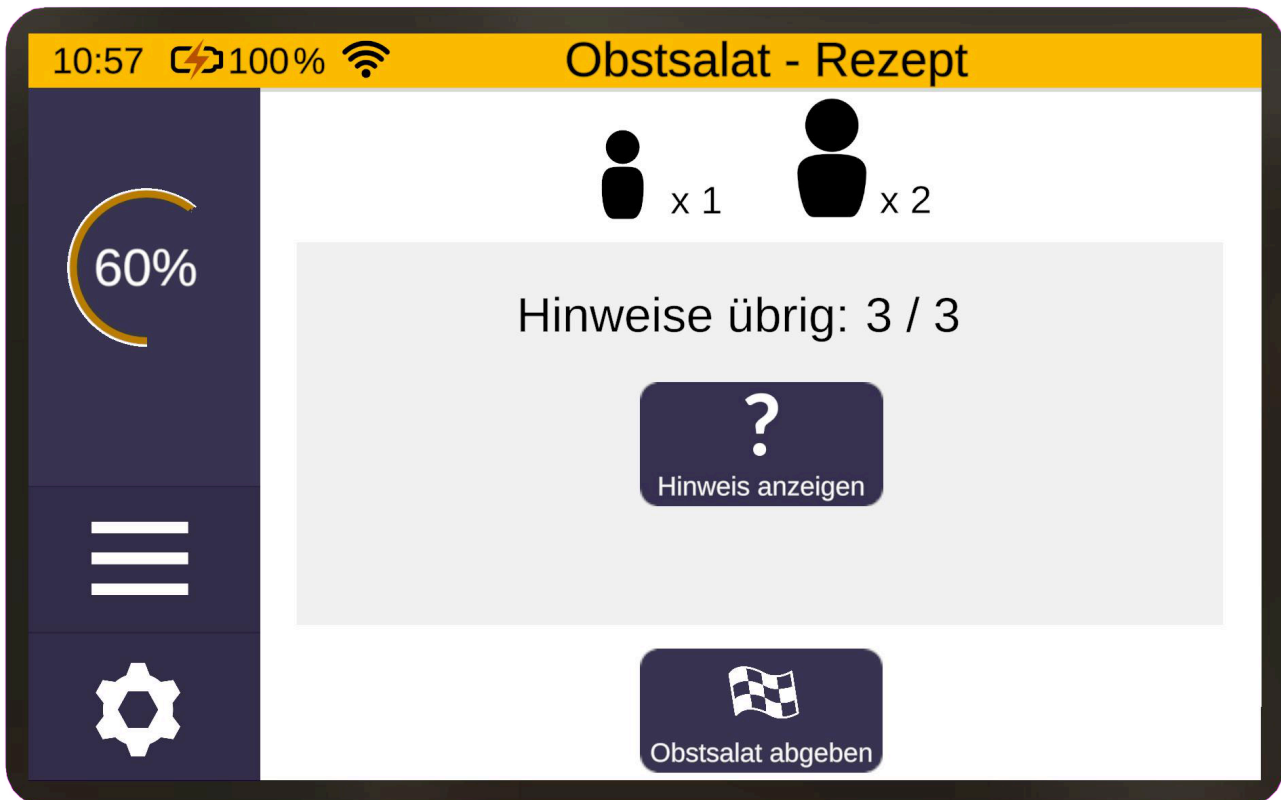 10:57 100% Obstsalat - Rezept
x 1 x 2
60%
Hinweise übrig: 3 / 3
?
Hinweis anzeigen
Obstsalat abgeben